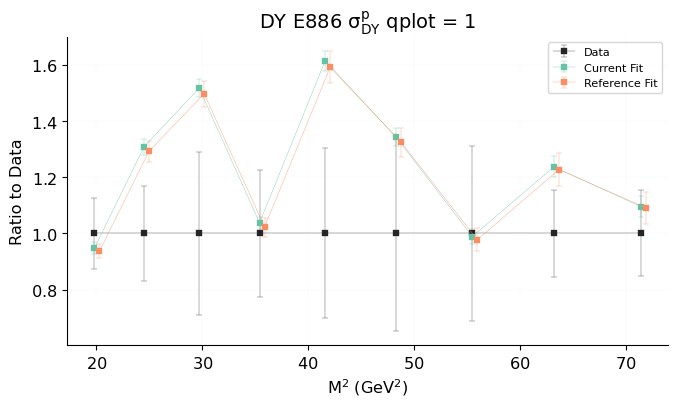 DY E886 σ^p_DY qplot = 1
Data
Current Fit
Reference Fit
Ratio to Data
1.6
1.4
1.2
1.0
0.8
20 30 40 50 60 70
M² (GeV²)